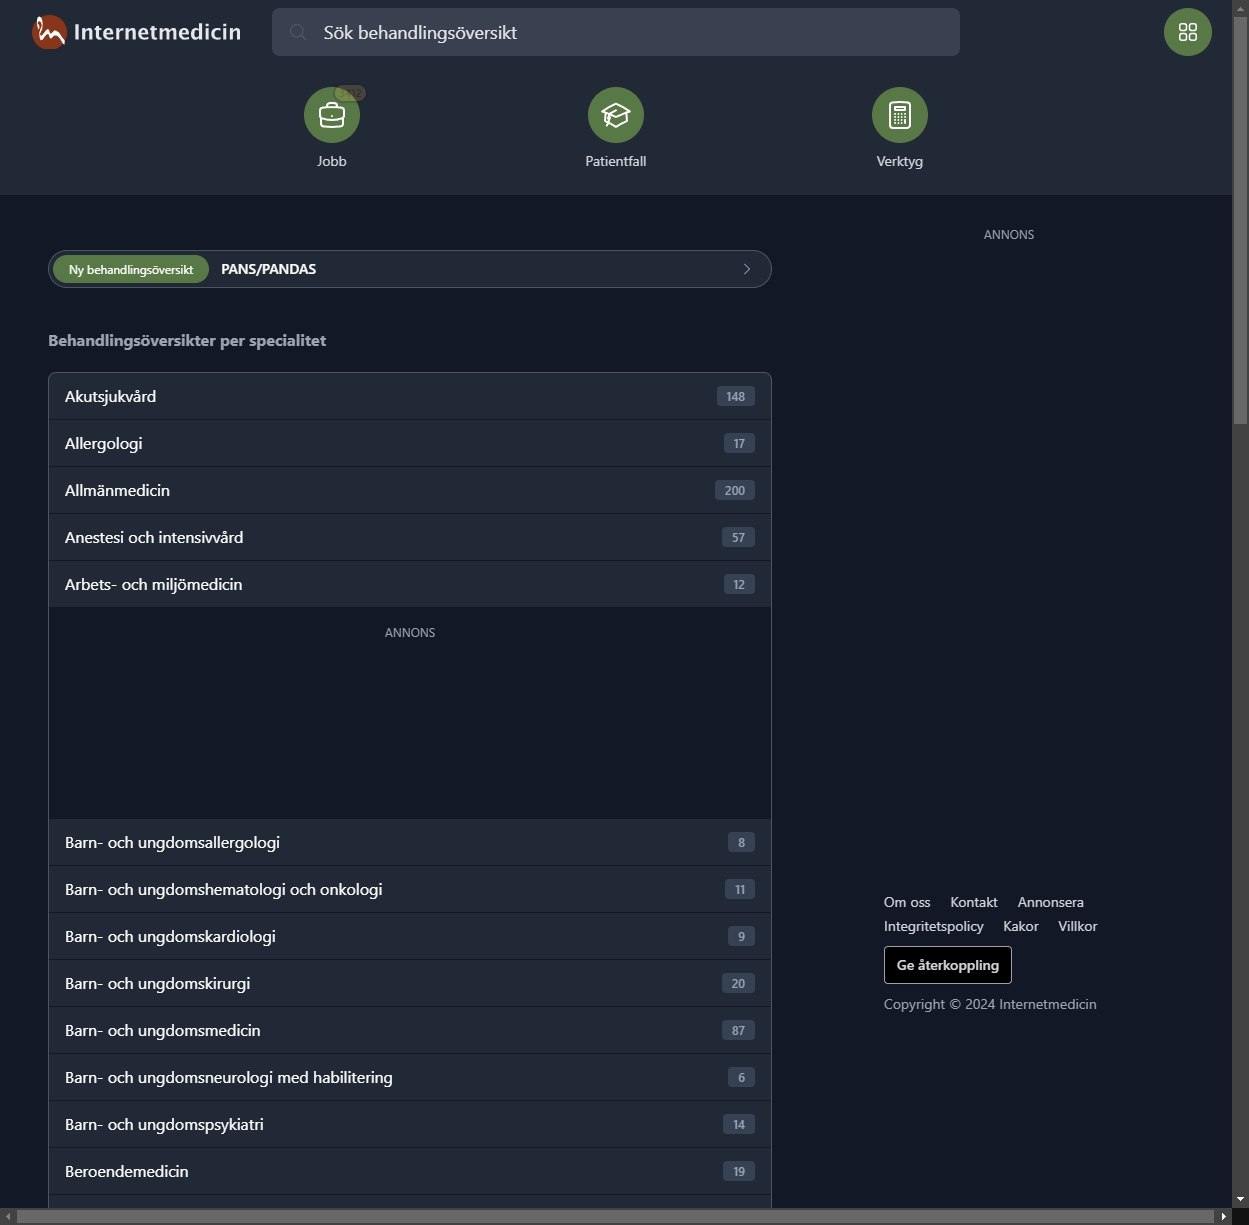 Internetmedicin
Sök behandlingsöversikt
Jobb
Patientfall
Verktyg
ANNONS
Ny behandlingsöversikt PANS/PANDAS
Behandlingsöversikter per specialitet
Akutsjukvård 148
Allergologi 17
Allmänmedicin 200
Anestesi och intensivvård 57
Arbets- och miljömedicin 12
ANNONS
Barn- och ungdomsallergologi 8
Barn- och ungdomshematologi och onkologi 11
Barn- och ungdomskardiologi 9
Barn- och ungdomskirurgi 20
Barn- och ungdomsmedicin 87
Barn- och ungdomsneurologi med habilitering 6
Barn- och ungdomspsykiatri 14
Beroendemedicin 19
Om oss Kontakt Annonsera
Integritetspolicy Kakor Villkor
Ge återkoppling
Copyright © 2024 Internetmedicin